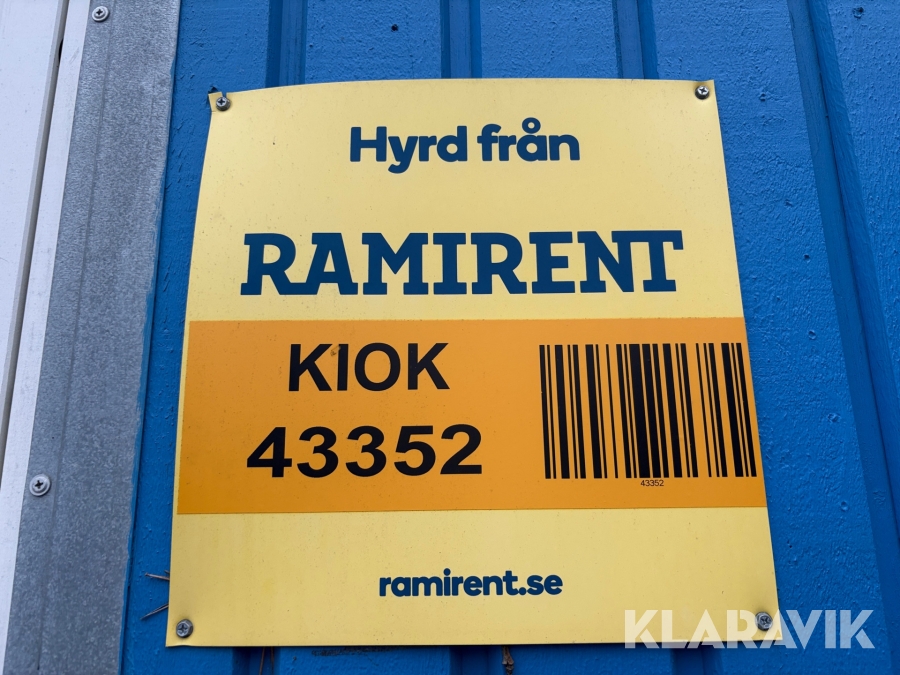 Hyrd från
RAMIRENT
KIOK
43352
43352
ramirent.se
KLARAVIK